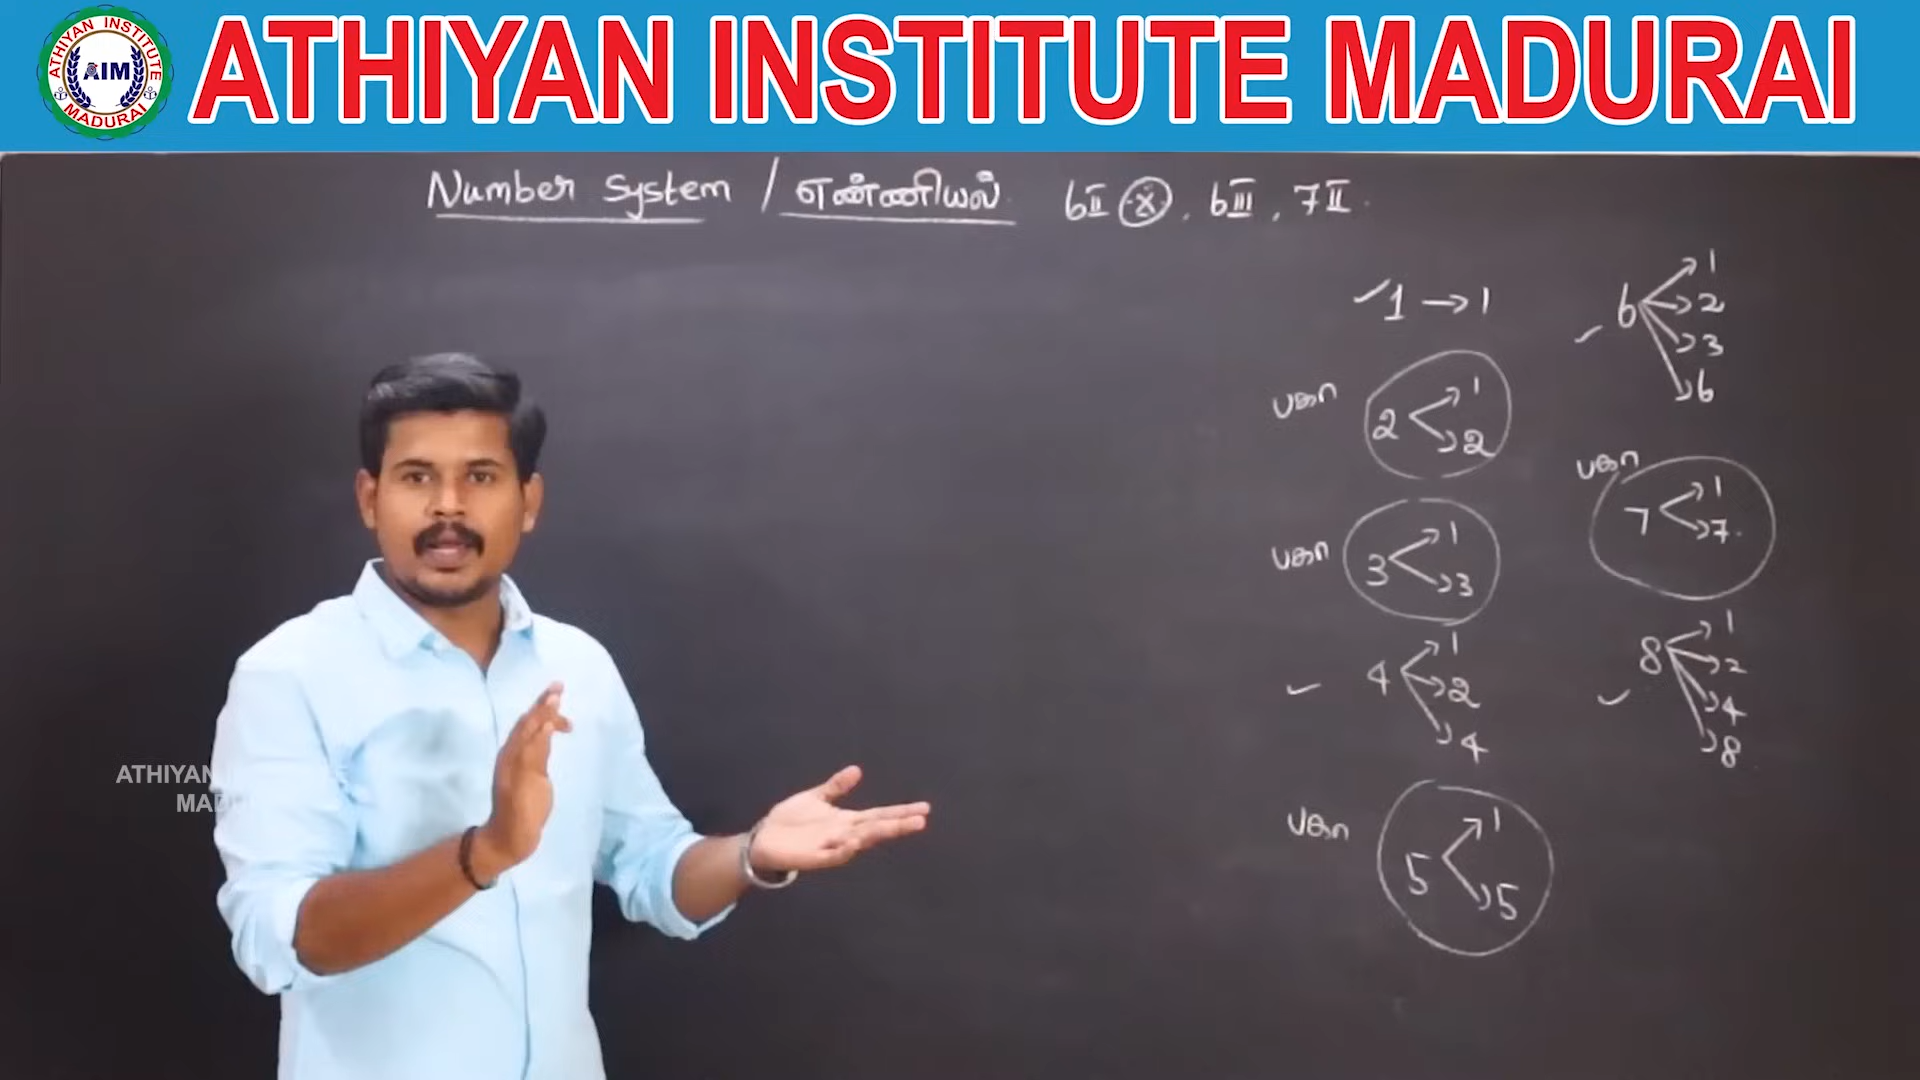 ATHIYAN INSTITUTE
AIM
MADURAI
ATHIYAN INSTITUTE MADURAI
Number System / எண்ணியல் 6II (x). 6III, 7II.
✓1 → 1
பகா 2 → 1
→ 2
பகா 3 → 1
→ 3
✓ 4 → 1
→ 2
→ 4
பகா 5 → 1
→ 5
✓ 6 → 1
→ 2
→ 3
→ 6
பகா 7 → 1
→ 7.
✓ 8 → 1
→ 2
→ 4
→ 8
ATHIYAN